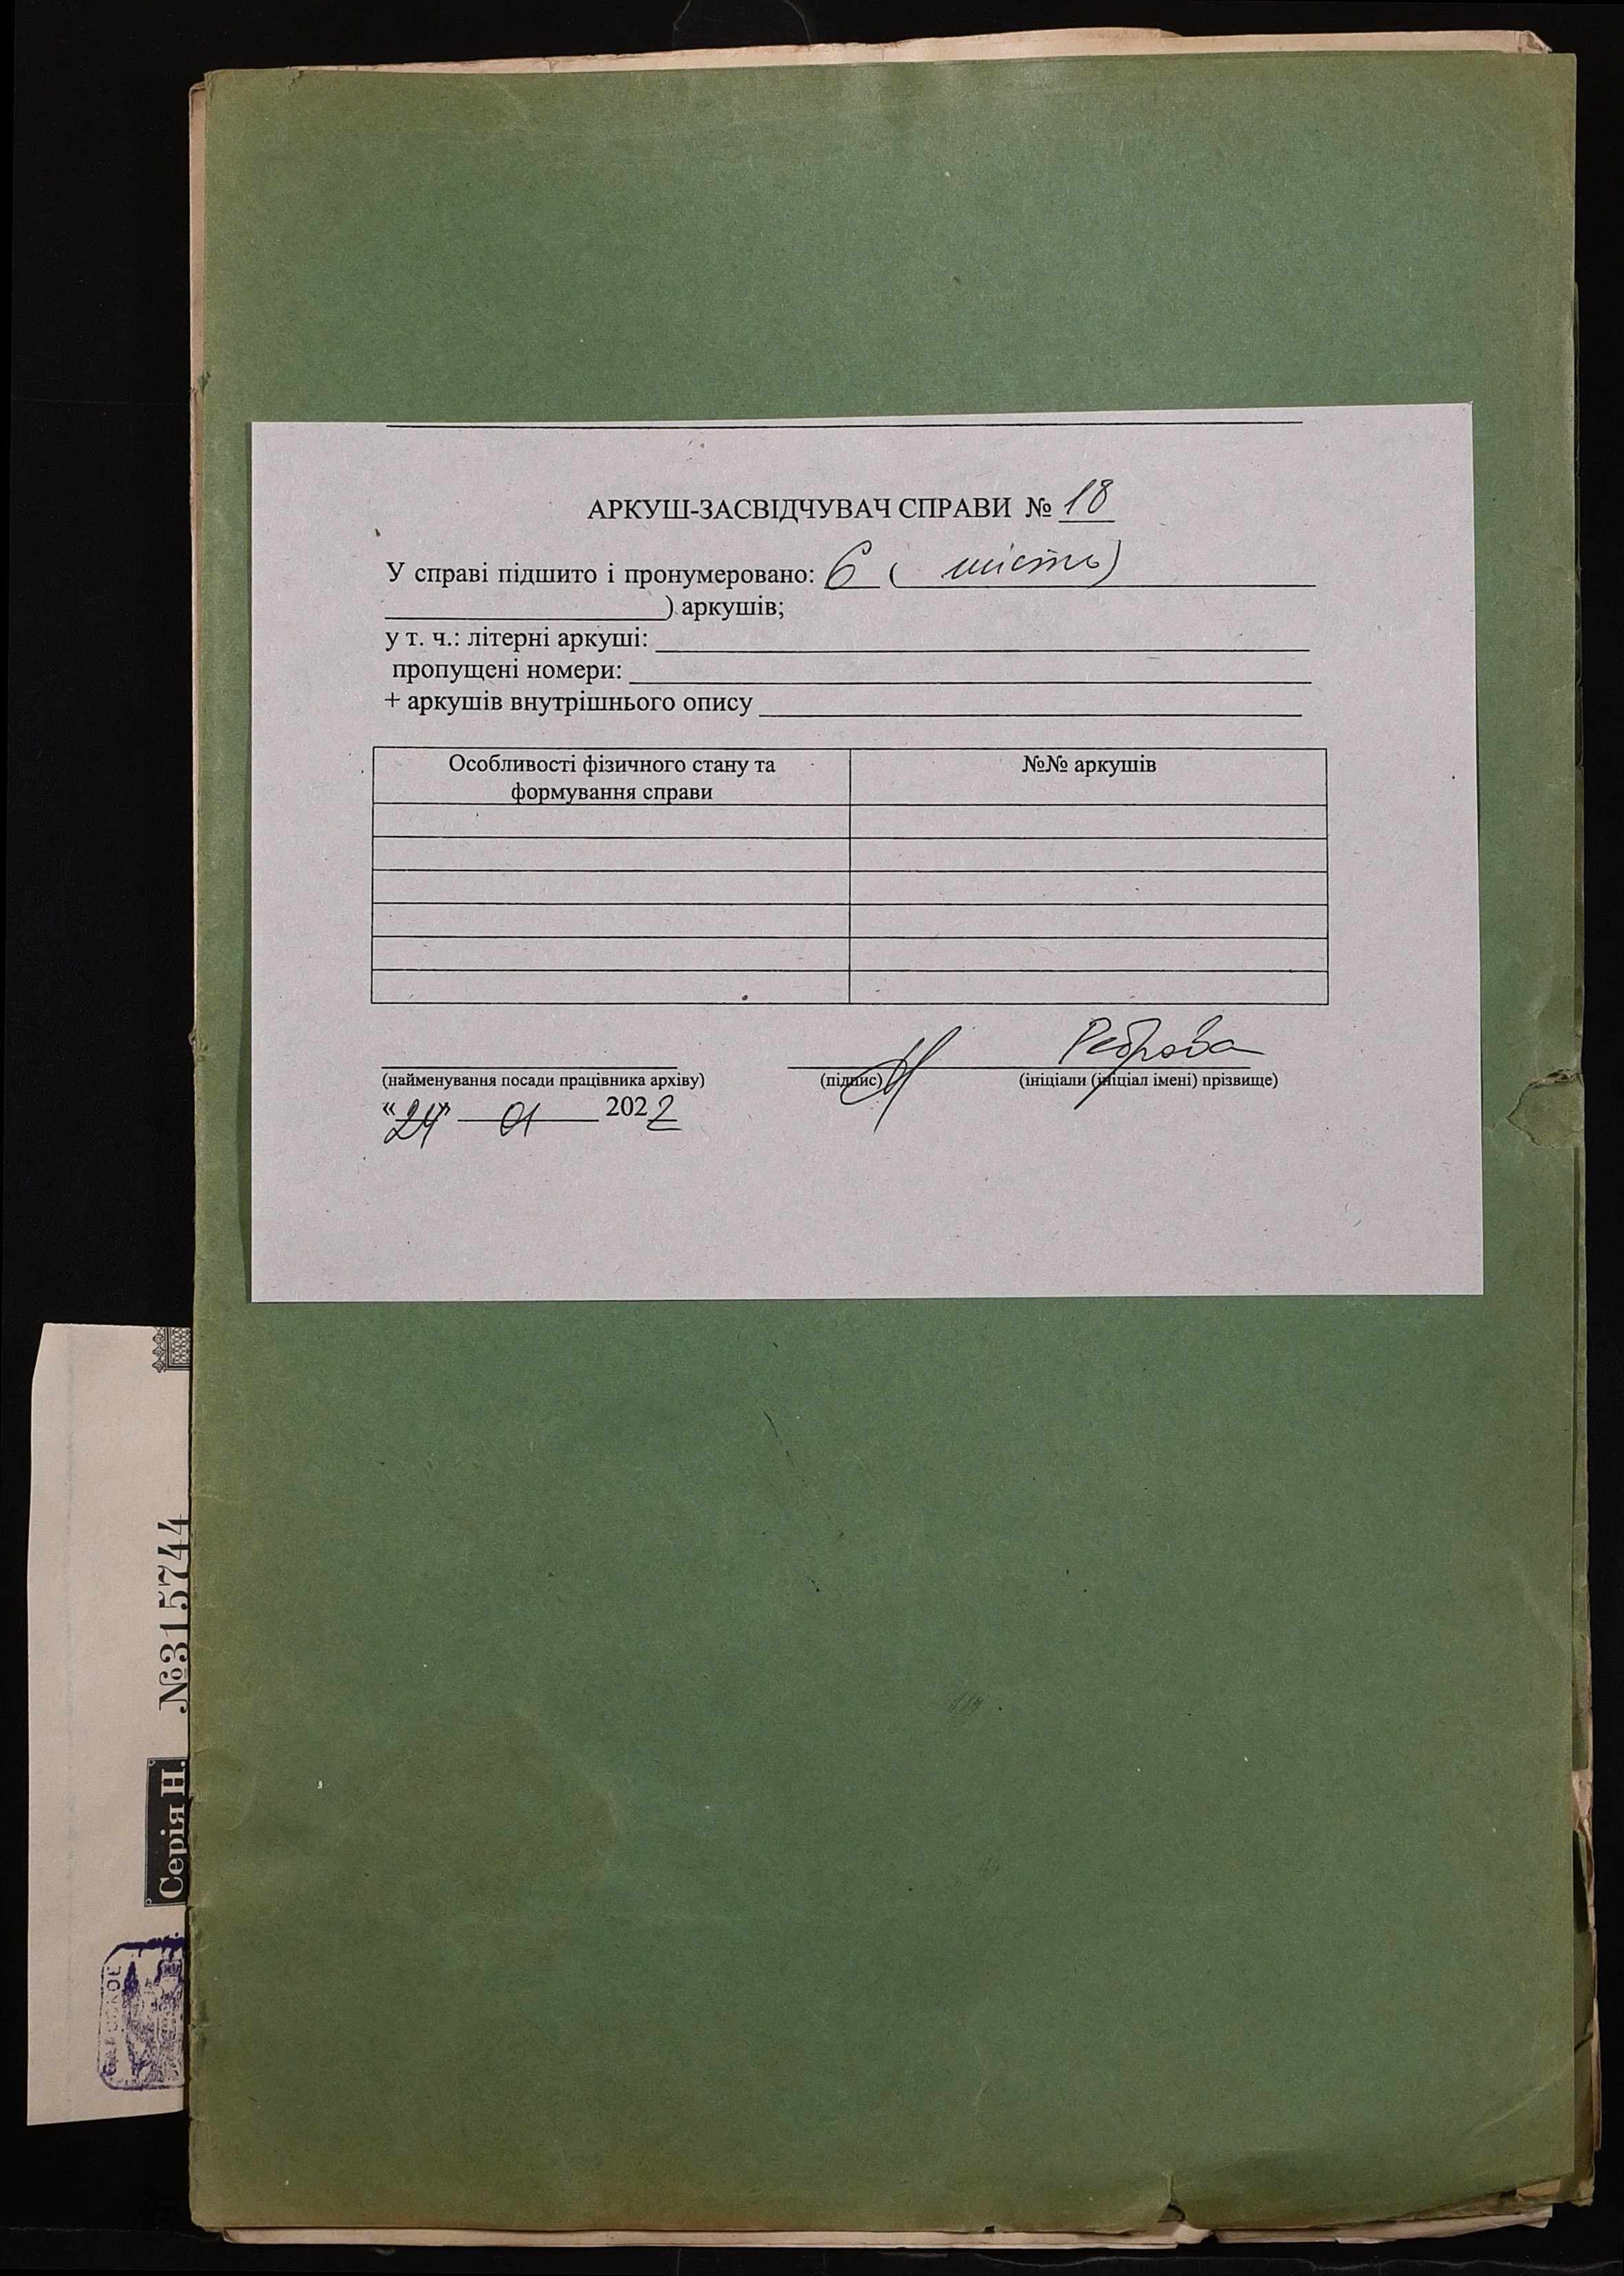 АРКУШ-ЗАСВІДЧУВАЧ СПРАВИ № 18
У справі підшито і пронумеровано: 6 ( шість)
) аркушів;
у т. ч.: літерні аркуші:
пропущені номери:
+ аркушів внутрішнього опису
Особливості фізичного стану та формування справи
№№ аркушів
Реброва
(найменування посади працівника архіву) (підпис) (ініціали (ініціал імені) прізвище)
«24» 01 2022
Серія Н. №315744